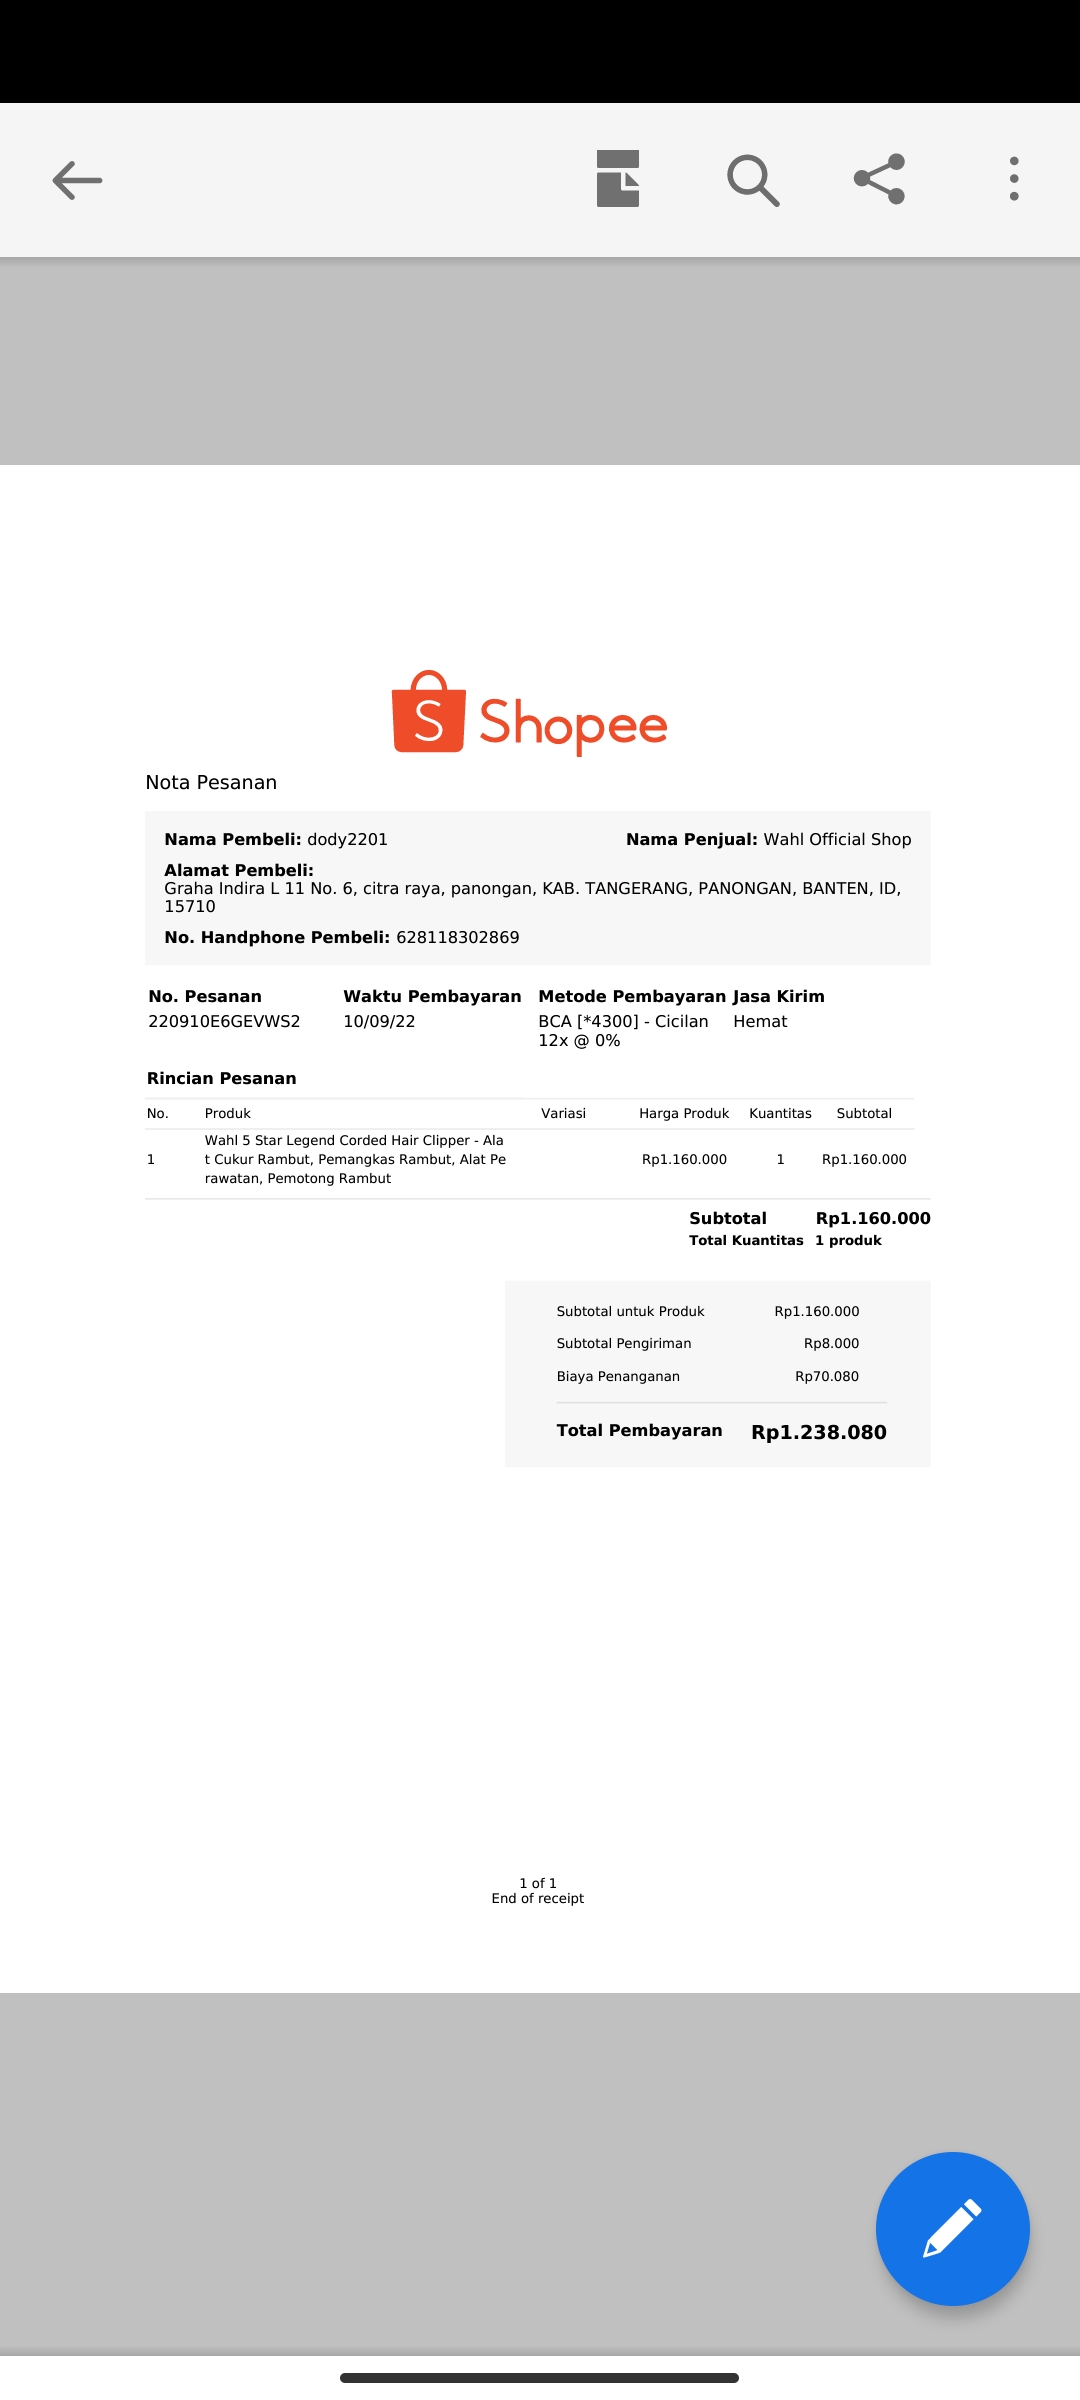 Shopee
Nota Pesanan
Nama Pembeli: dody2201 Nama Penjual: Wahl Official Shop
Alamat Pembeli:
Graha Indira L 11 No. 6, citra raya, panongan, KAB. TANGERANG, PANONGAN, BANTEN, ID,
15710
No. Handphone Pembeli: 628118302869
No. Pesanan Waktu Pembayaran Metode Pembayaran Jasa Kirim
220910E6GEVWS2 10/09/22 BCA [*4300] - Cicilan Hemat
12x @ 0%
Rincian Pesanan
No. Produk Variasi Harga Produk Kuantitas Subtotal
Wahl 5 Star Legend Corded Hair Clipper - Ala
1 t Cukur Rambut, Pemangkas Rambut, Alat Pe Rp1.160.000 1 Rp1.160.000
rawatan, Pemotong Rambut
Subtotal Rp1.160.000
Total Kuantitas 1 produk
Subtotal untuk Produk Rp1.160.000
Subtotal Pengiriman Rp8.000
Biaya Penanganan Rp70.080
Total Pembayaran Rp1.238.080
1 of 1
End of receipt